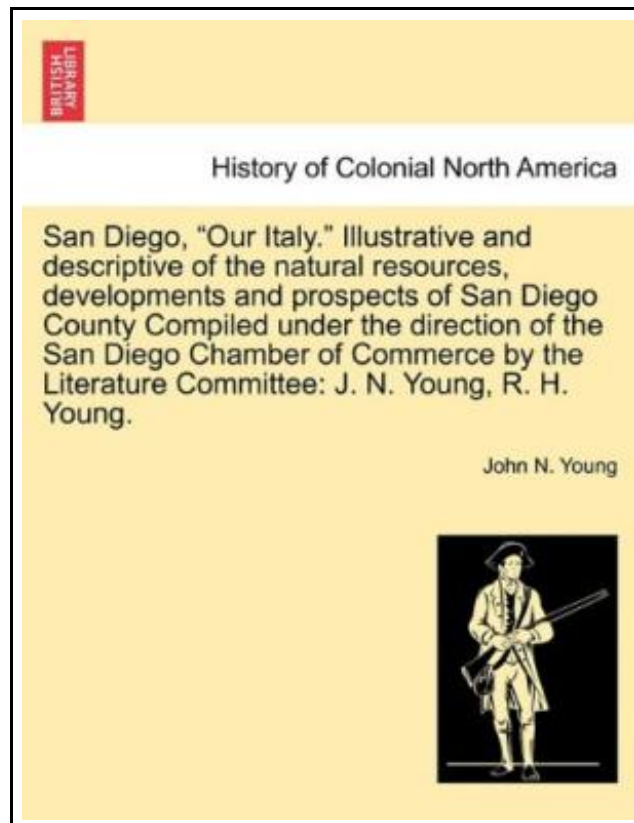 BRITISH
LIBRARY
History of Colonial North America
San Diego, “Our Italy.” Illustrative and
descriptive of the natural resources,
developments and prospects of San Diego
County Compiled under the direction of the
San Diego Chamber of Commerce by the
Literature Committee: J. N. Young, R. H.
Young.
John N. Young